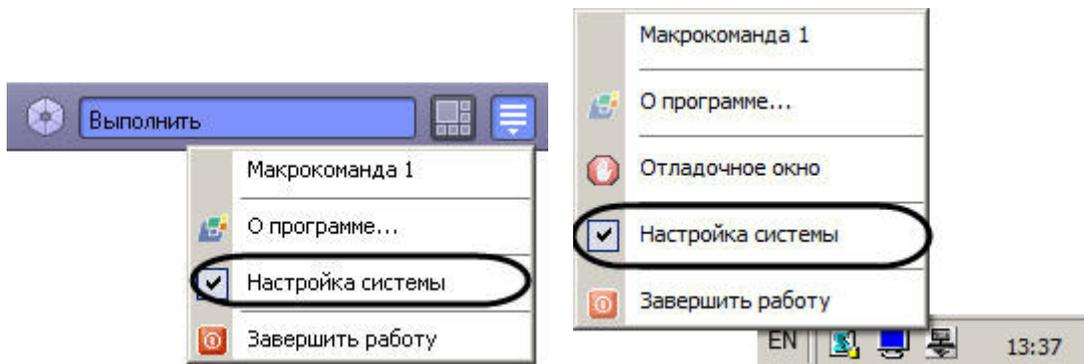 Выполнить
Макрокоманда 1
О программе...
Настройка системы
Завершить работу
Макрокоманда 1
О программе...
Отладочное окно
Настройка системы
Завершить работу
EN 13:37